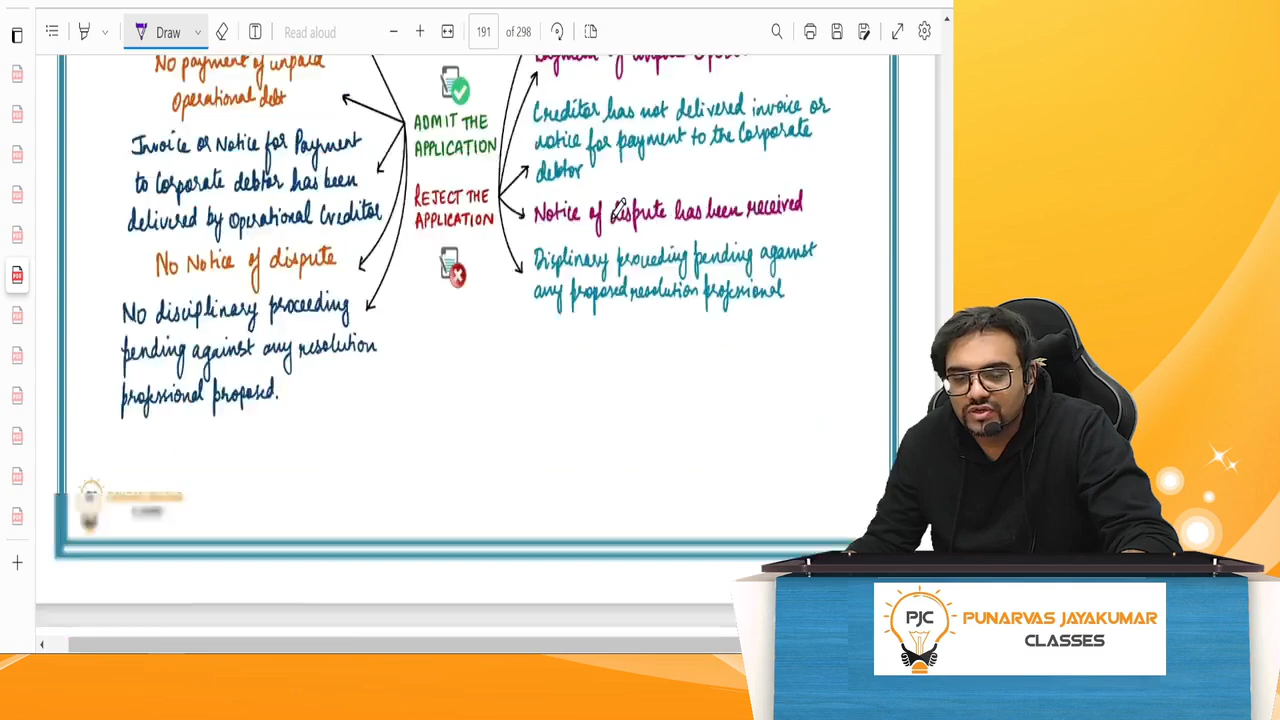 Draw
Read aloud
191 of 298
No payment of unpaid
Operational debt
Invoice or Notice for Payment
to Corporate debtor has been
delivered by Operational Creditor
No Notice of dispute
No disciplinary proceeding
pending against any resolution
professional proposed.
ADMIT THE
APPLICATION
REJECT THE
APPLICATION
Creditor has not delivered invoice or
notice for payment to the Corporate
debtor
Notice of dispute has been received
Displinary proceeding pending against
any proposed resolution professional
PJC
PUNARVAS JAYAKUMAR
CLASSES